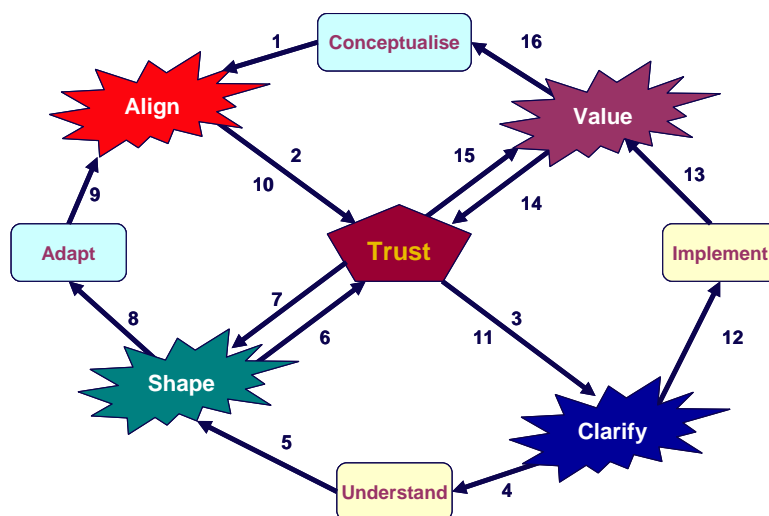 1
Conceptualise
16
Align
Value
2
15
10
13
9
14
Adapt
Trust
Implement
7
8
6
3
11
12
Shape
Clarify
5
Understand
4